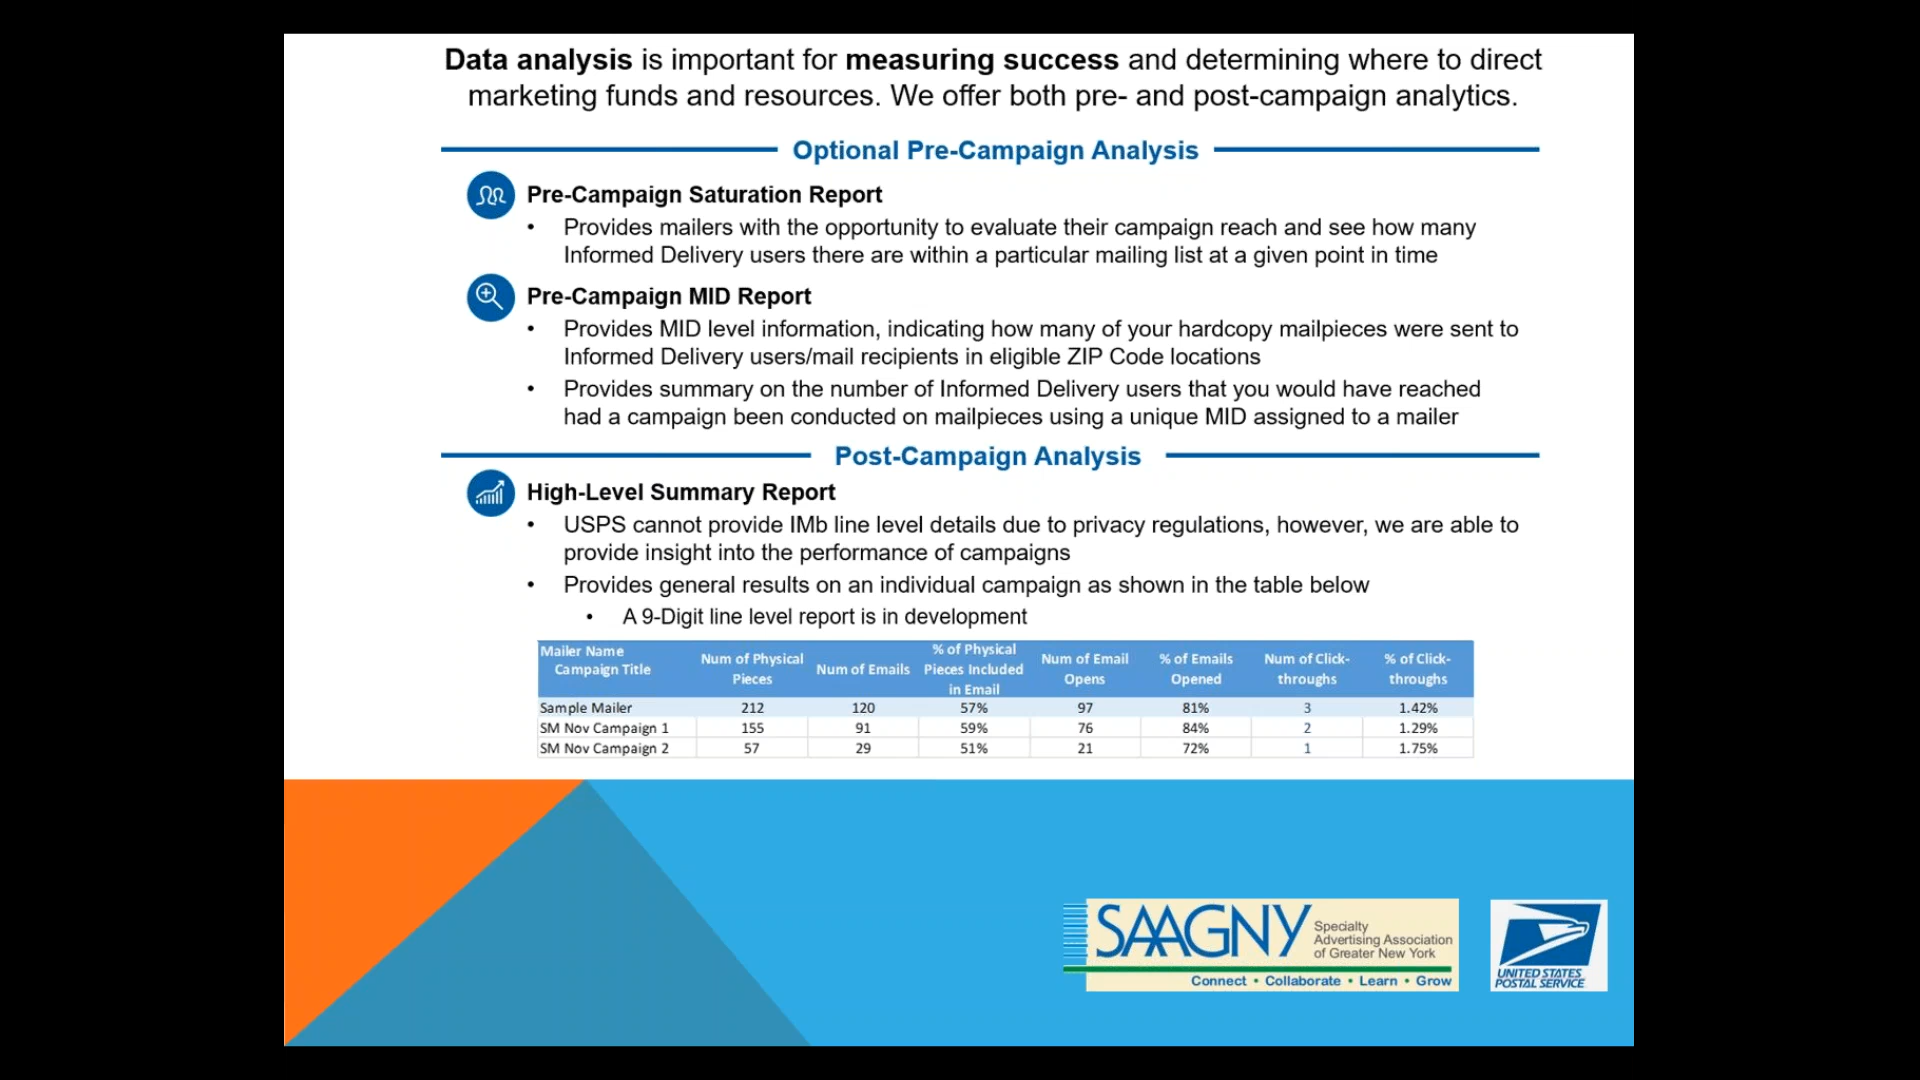 Data analysis is important for measuring success and determining where to direct
marketing funds and resources. We offer both pre- and post-campaign analytics.
Optional Pre-Campaign Analysis
Pre-Campaign Saturation Report
• Provides mailers with the opportunity to evaluate their campaign reach and see how many
Informed Delivery users there are within a particular mailing list at a given point in time
Pre-Campaign MID Report
• Provides MID level information, indicating how many of your hardcopy mailpieces were sent to
Informed Delivery users/mail recipients in eligible ZIP Code locations
• Provides summary on the number of Informed Delivery users that you would have reached
had a campaign been conducted on mailpieces using a unique MID assigned to a mailer
Post-Campaign Analysis
High-Level Summary Report
• USPS cannot provide IMb line level details due to privacy regulations, however, we are able to
provide insight into the performance of campaigns
• Provides general results on an individual campaign as shown in the table below
• A 9-Digit line level report is in development
Mailer Name
Campaign Title
Num of Physical
Pieces
Num of Emails
% of Physical
Pieces Included
in Email
Num of Email
Opens
% of Emails
Opened
Num of Click-
throughs
% of Click-
throughs
Sample Mailer 212 120 57% 97 81% 3 1.42%
SM Nov Campaign 1 155 91 59% 76 84% 2 1.29%
SM Nov Campaign 2 57 29 51% 21 72% 1 1.75%
SAAGNY
Specialty
Advertising Association
of Greater New York
Connect • Collaborate • Learn • Grow
UNITED STATES
POSTAL SERVICE